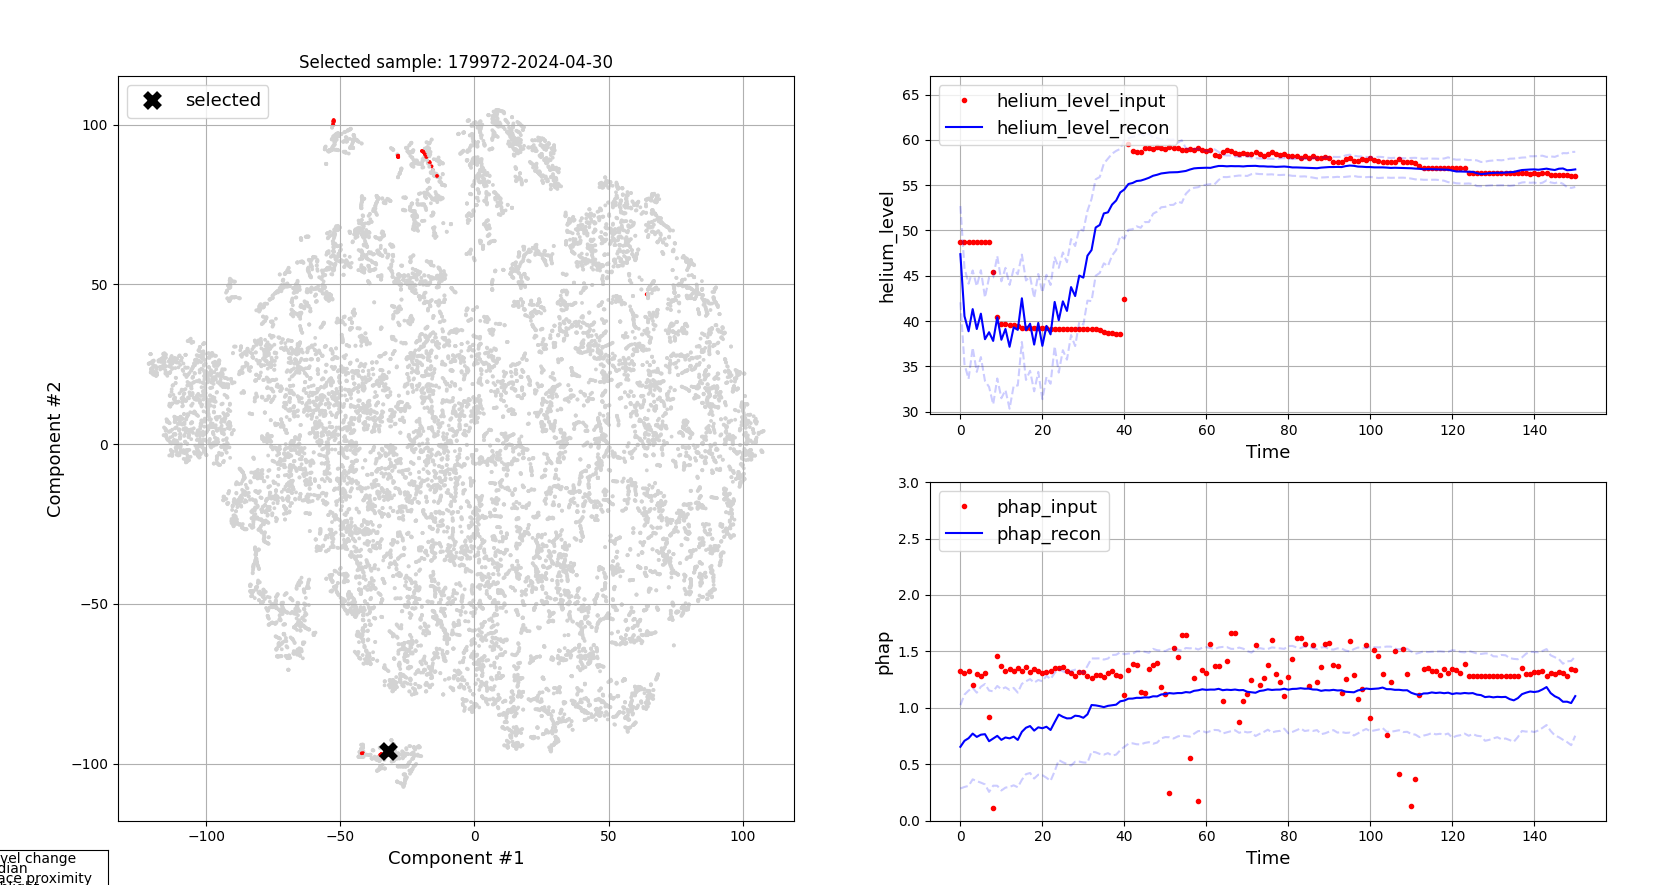 Selected sample: 179972-2024-04-30
selected
100
50
0
−50
−100
Component #2
−100
−50
0
50
100
Component #1
helium_level_input
helium_level_recon
65
60
55
50
45
40
35
30
helium_level
0
20
40
60
80
100
120
140
Time
phap_input
phap_recon
3.0
2.5
2.0
1.5
1.0
0.5
0.0
phap
0
20
40
60
80
100
120
140
Time
vel change
dian
ace proximity